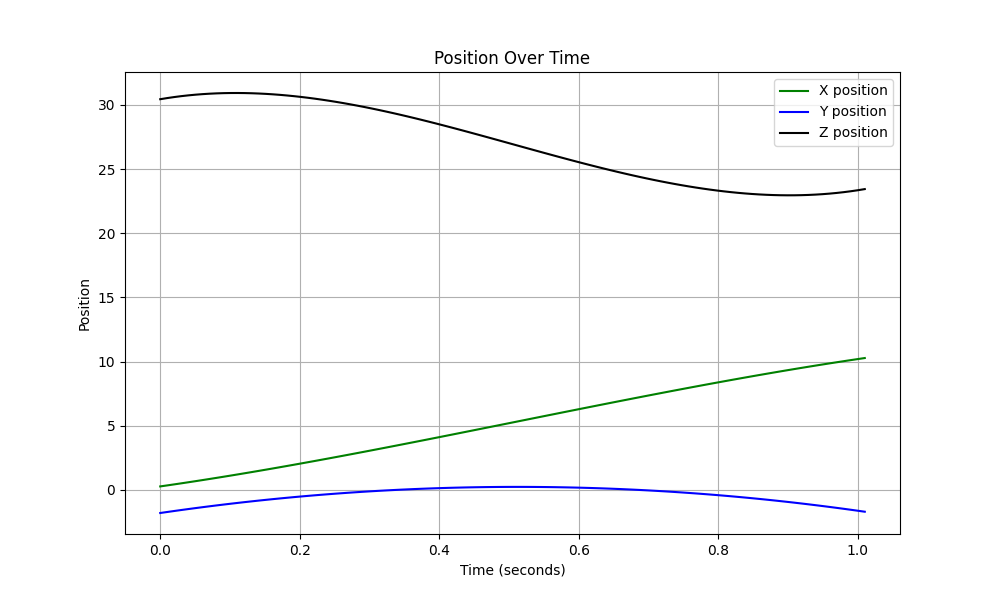 Position Over Time
X position
Y position
Z position
Position
30
25
20
15
10
5
0
0.0 0.2 0.4 0.6 0.8 1.0
Time (seconds)